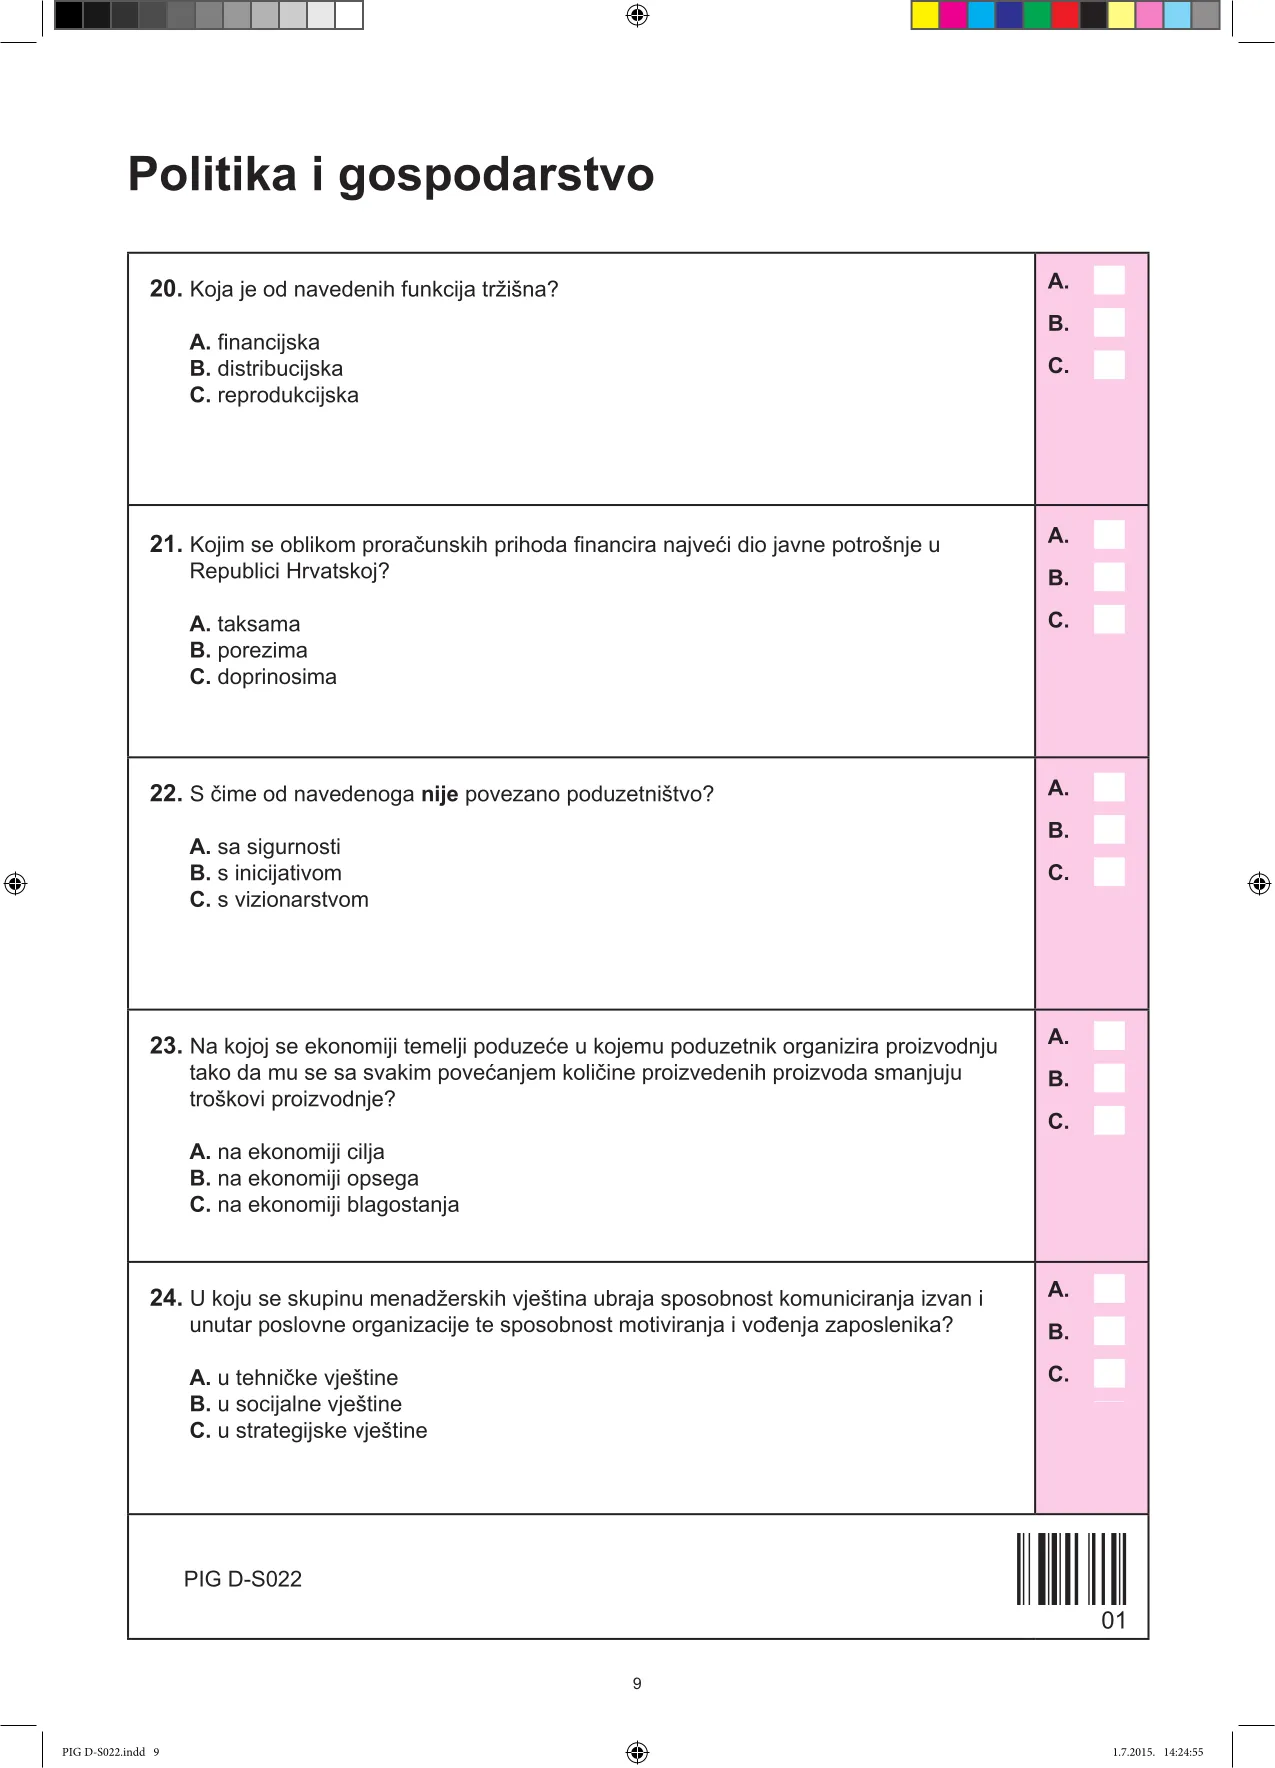 Politika i gospodarstvo
20. Koja je od navedenih funkcija tržišna?
A. financijska
B. distribucijska
C. reprodukcijska
A.
B.
C.
21. Kojim se oblikom proračunskih prihoda financira najveći dio javne potrošnje u
Republici Hrvatskoj?
A. taksama
B. porezima
C. doprinosima
A.
B.
C.
22. S čime od navedenoga nije povezano poduzetništvo?
A. sa sigurnosti
B. s inicijativom
C. s vizionarstvom
A.
B.
C.
23. Na kojoj se ekonomiji temelji poduzeće u kojemu poduzetnik organizira proizvodnju
tako da mu se sa svakim povećanjem količine proizvedenih proizvoda smanjuju
troškovi proizvodnje?
A. na ekonomiji cilja
B. na ekonomiji opsega
C. na ekonomiji blagostanja
A.
B.
C.
24. U koju se skupinu menadžerskih vještina ubraja sposobnost komuniciranja izvan i
unutar poslovne organizacije te sposobnost motiviranja i vođenja zaposlenika?
A. u tehničke vještine
B. u socijalne vještine
C. u strategijske vještine
A.
B.
C.
PIG D-S022
01
9
PIG D-S022.indd 9
1.7.2015. 14:24:55